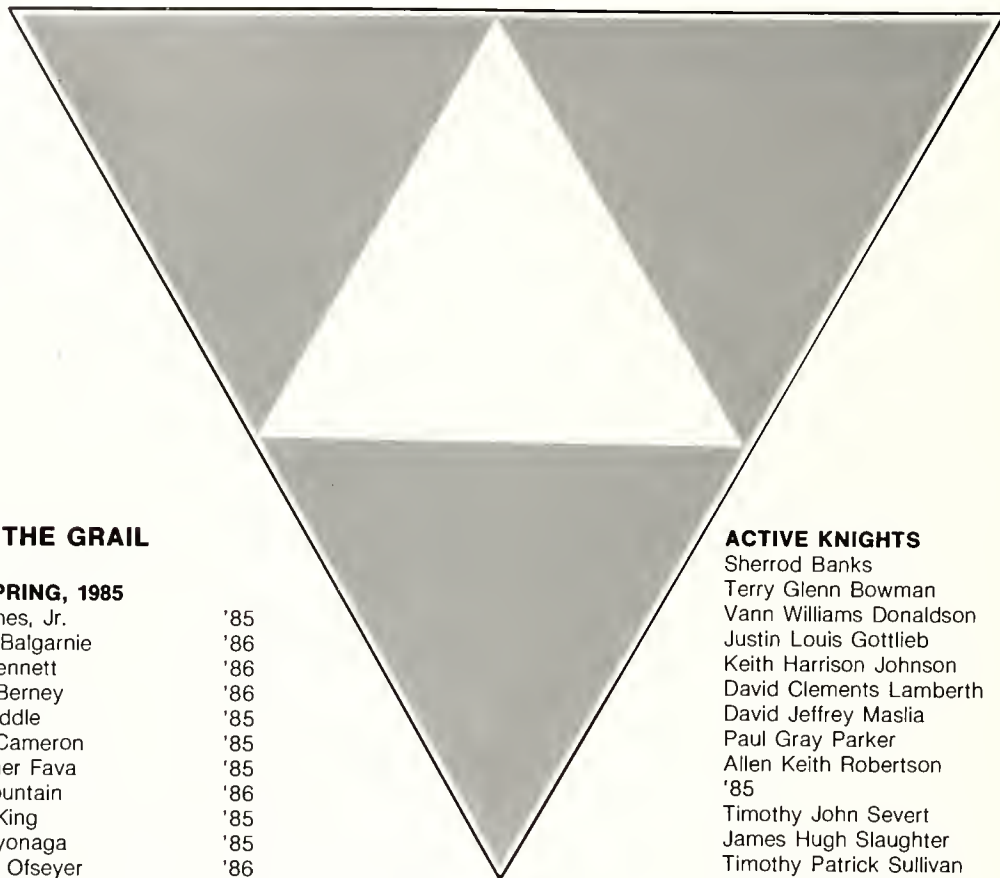 THE GRAIL
PRING, 1985
nes, Jr. '85
Balgarnie '86
ennett '86
Berney '86
ddle '85
Cameron '85
er Fava '85
untain '86
King '85
yonaga '85
Ofseyer '86
ACTIVE KNIGHTS
Sherrod Banks
Terry Glenn Bowman
Vann Williams Donaldson
Justin Louis Gottlieb
Keith Harrison Johnson
David Clements Lamberth
David Jeffrey Maslia
Paul Gray Parker
Allen Keith Robertson
'85
Timothy John Severt
James Hugh Slaughter
Timothy Patrick Sullivan